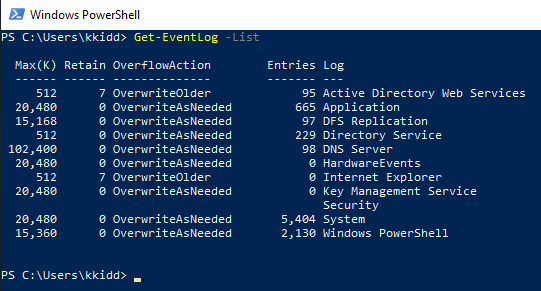 Windows PowerShell
PS C:\Users\kkidd> Get-EventLog -List
Max(K) Retain OverflowAction Entries Log
------ ------ -------------- ------- ---
512 7 OverwriteOlder 95 Active Directory Web Services
20,480 0 OverwriteAsNeeded 665 Application
15,168 0 OverwriteAsNeeded 97 DFS Replication
512 0 OverwriteAsNeeded 229 Directory Service
102,400 0 OverwriteAsNeeded 98 DNS Server
20,480 0 OverwriteAsNeeded 0 HardwareEvents
512 7 OverwriteOlder 0 Internet Explorer
20,480 0 OverwriteAsNeeded 0 Key Management Service
Security
20,480 0 OverwriteAsNeeded 5,404 System
15,360 0 OverwriteAsNeeded 2,130 Windows PowerShell
PS C:\Users\kkidd> _